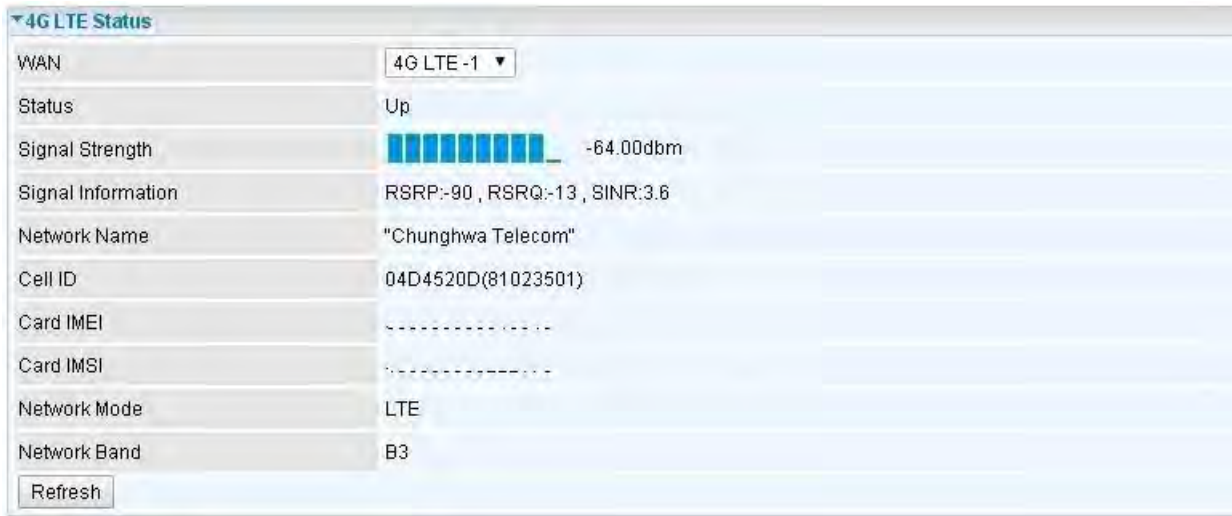 4G LTE Status
WAN 4G LTE -1
Status Up
Signal Strength -64.00dbm
Signal Information RSRP:-90 , RSRQ:-13 , SINR:3.6
Network Name "Chunghwa Telecom"
Cell ID 04D4520D(81023501)
Card IMEI
Card IMSI
Network Mode LTE
Network Band B3
Refresh